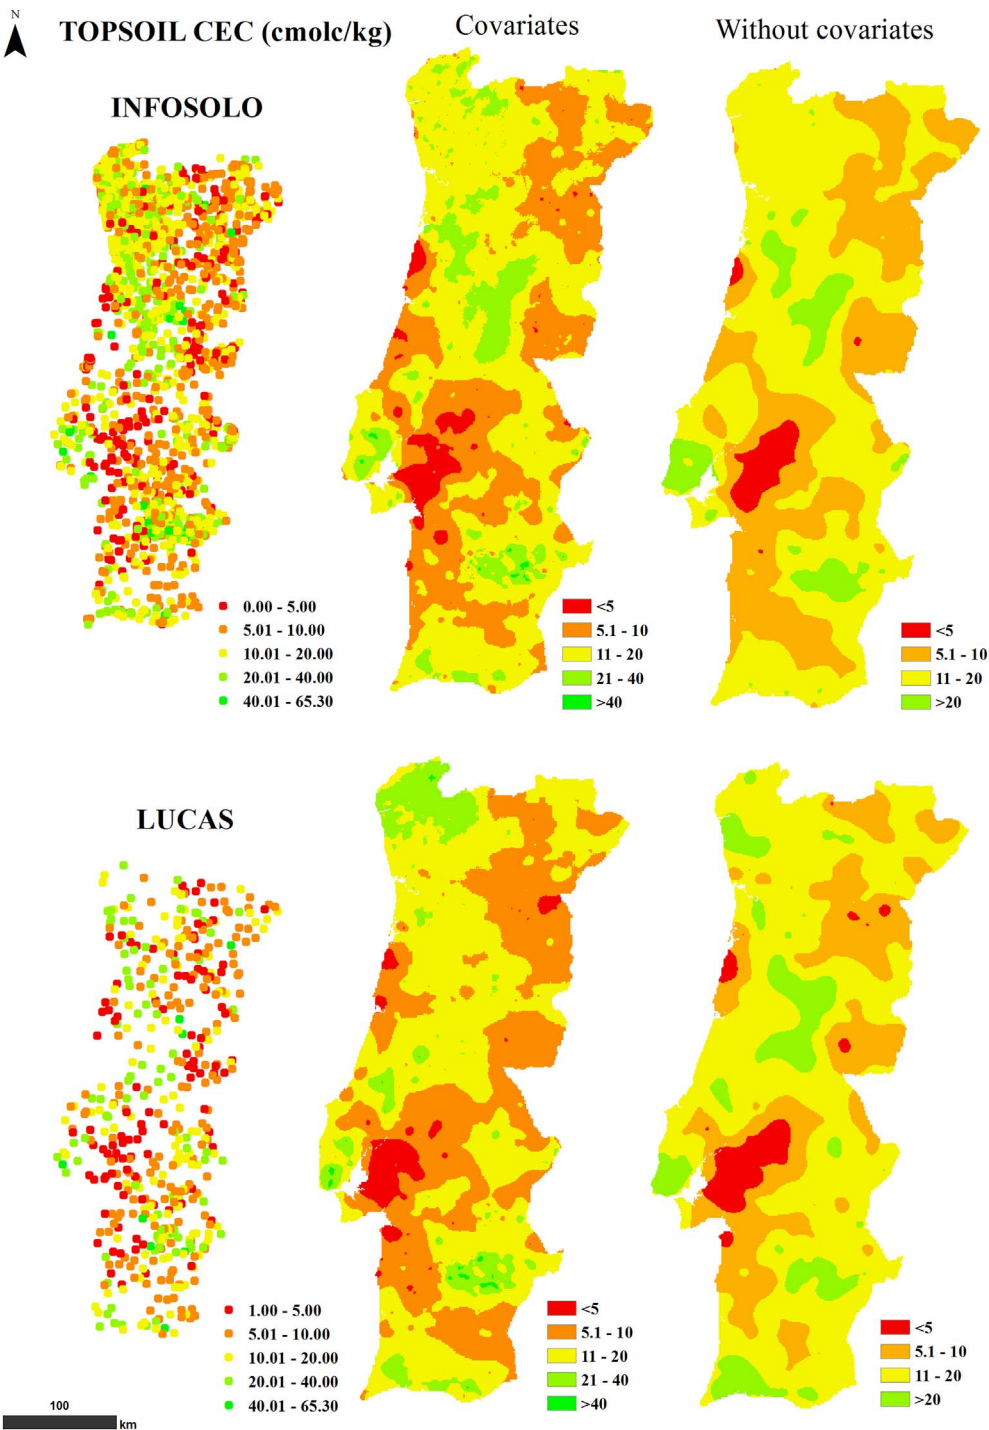 N
TOPSOIL CEC (cmolc/kg)
Covariates
Without covariates
INFOSOLO
0.00 - 5.00
5.01 - 10.00
10.01 - 20.00
20.01 - 40.00
40.01 - 65.30
<5
5.1 - 10
11 - 20
21 - 40
>40
<5
5.1 - 10
11 - 20
>20
LUCAS
1.00 - 5.00
5.01 - 10.00
10.01 - 20.00
20.01 - 40.00
40.01 - 65.30
<5
5.1 - 10
11 - 20
21 - 40
>40
<5
5.1 - 10
11 - 20
>20
100
km